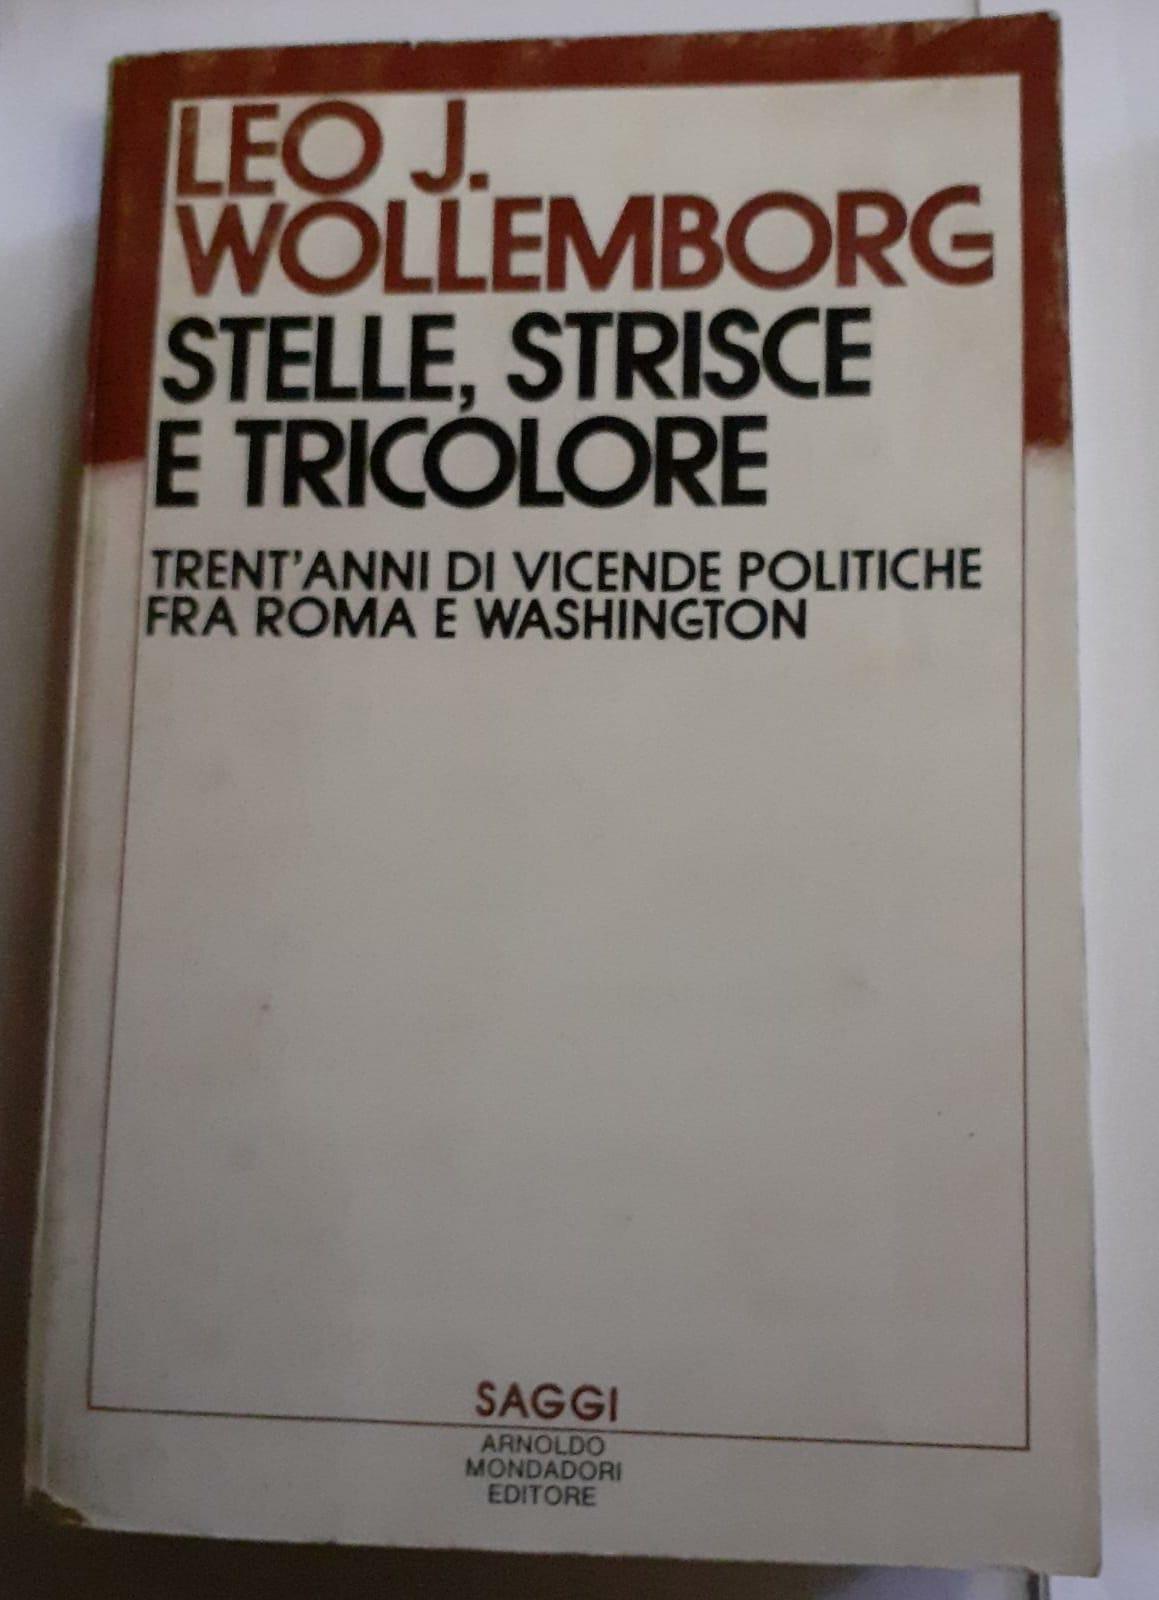 LEO J.
WOLLEMBORG
STELLE, STRISCE
E TRICOLORE
TRENT'ANNI DI VICENDE POLITICHE
FRA ROMA E WASHINGTON
SAGGI
ARNOLDO
MONDADORI
EDITORE